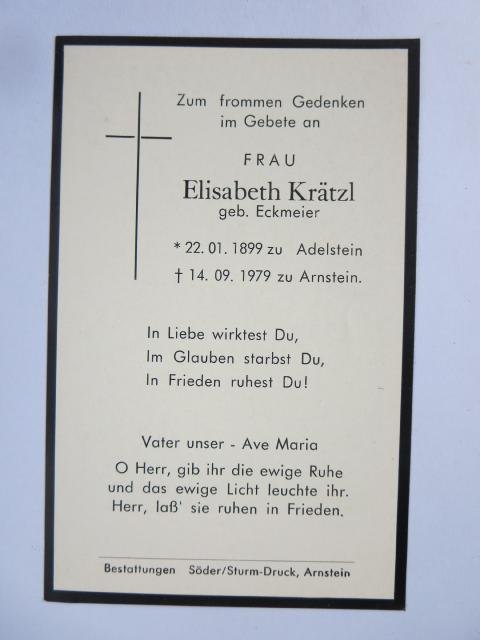 Zum frommen Gedenken
im Gebete an
FRAU
Elisabeth Krätzl
geb. Eckmeier
* 22. 01. 1899 zu Adelstein
† 14. 09. 1979 zu Arnstein.
In Liebe wirktest Du,
Im Glauben starbst Du,
In Frieden ruhest Du!
Vater unser - Ave Maria
O Herr, gib ihr die ewige Ruhe
und das ewige Licht leuchte ihr.
Herr, laß' sie ruhen in Frieden.
Bestattungen Söder/Sturm-Druck, Arnstein